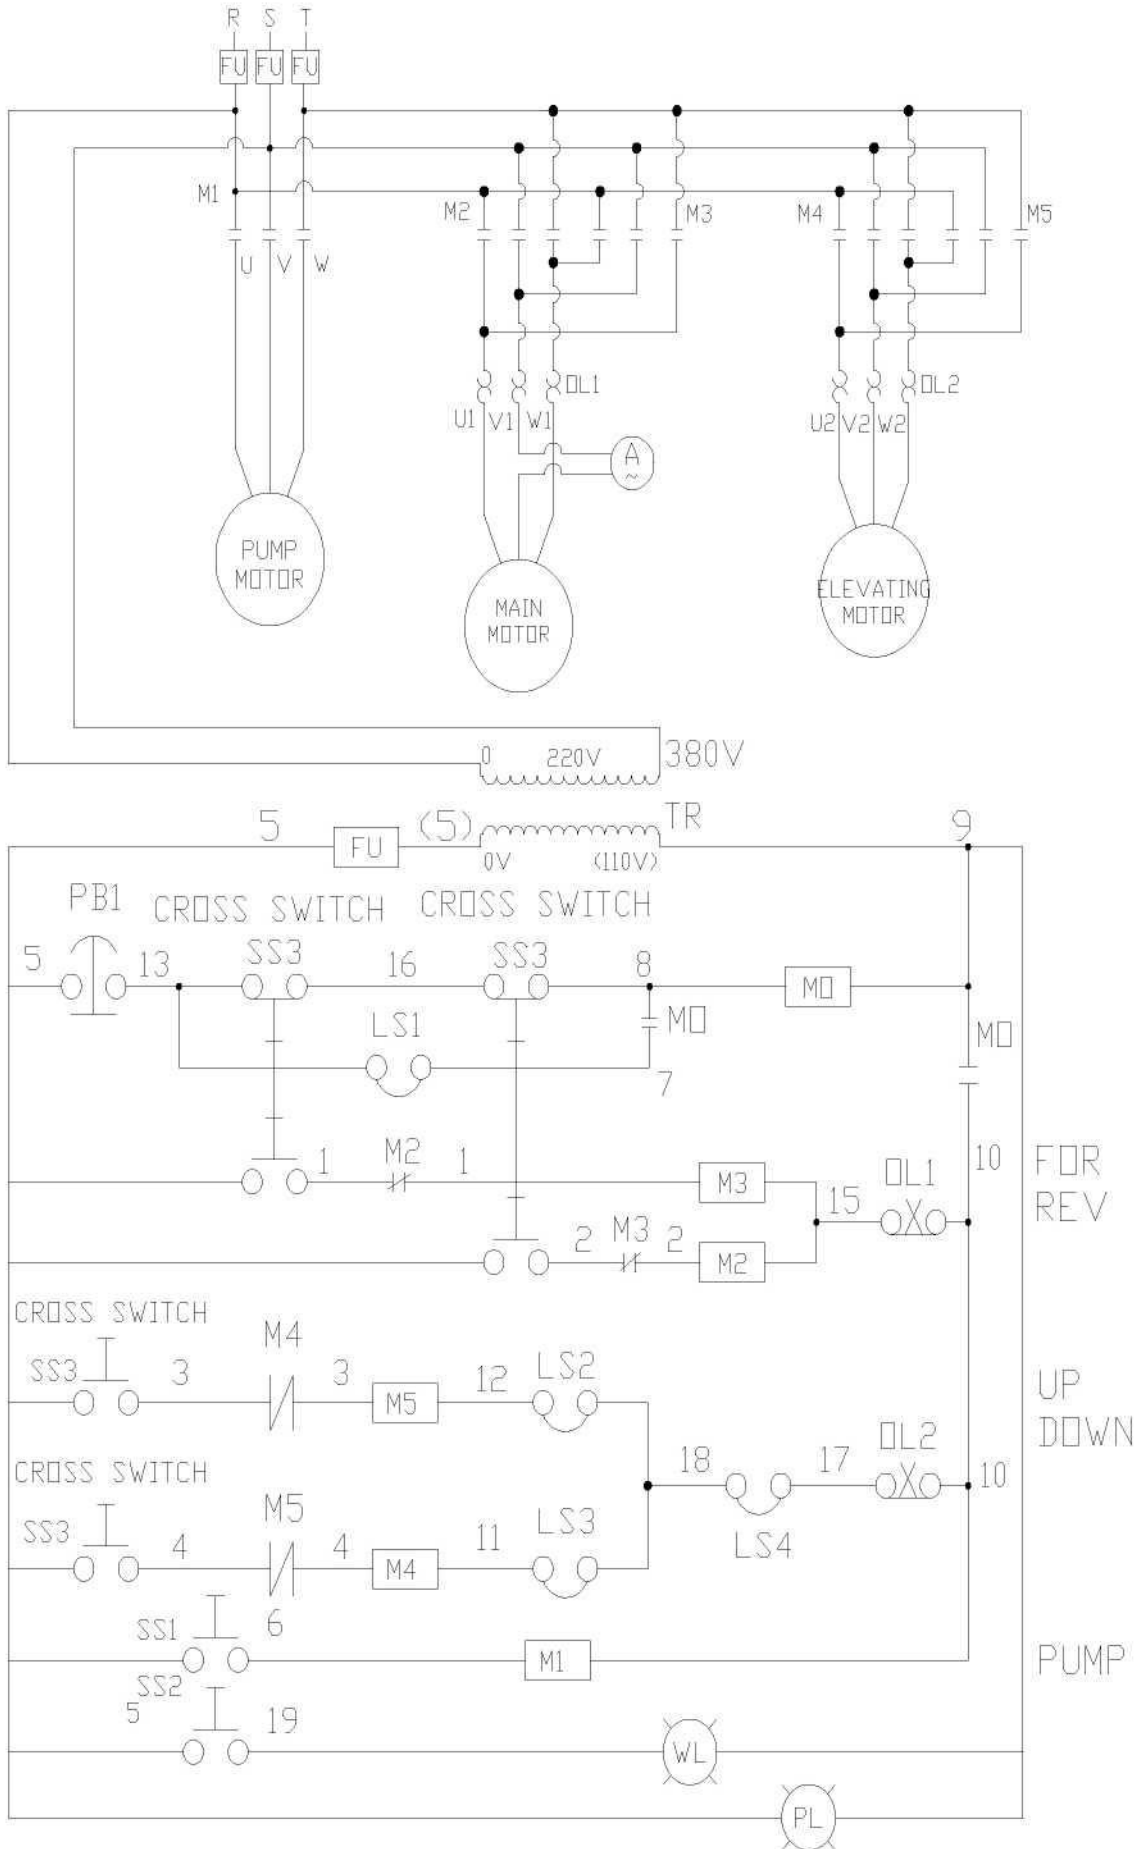 R S T
FU FU FU
M1 M2 M3 M4 M5
U V W
OL1 OL2
U1 V1 W1 U2 V2 W2
A
~
PUMP
MOTOR
MAIN
MOTOR
ELEVATING
MOTOR
0 220V 380V
5 FU (5) TR 9
0V (110V)
PB1 CROSS SWITCH CROSS SWITCH
5 13 SS3 16 SS3 8 M0
LS1 M0 M0
7
1 M2 1 M3 15 OL1 10 FOR
REV
2 M3 2 M2
CROSS SWITCH
SS3 3 M4 3 M5 12 LS2 UP
DOWN
CROSS SWITCH
18 17 OL2 10
LS4
SS3 4 M5 4 M4 11 LS3
SS1 6 M1 PUMP
SS2
5 19 WL
PL